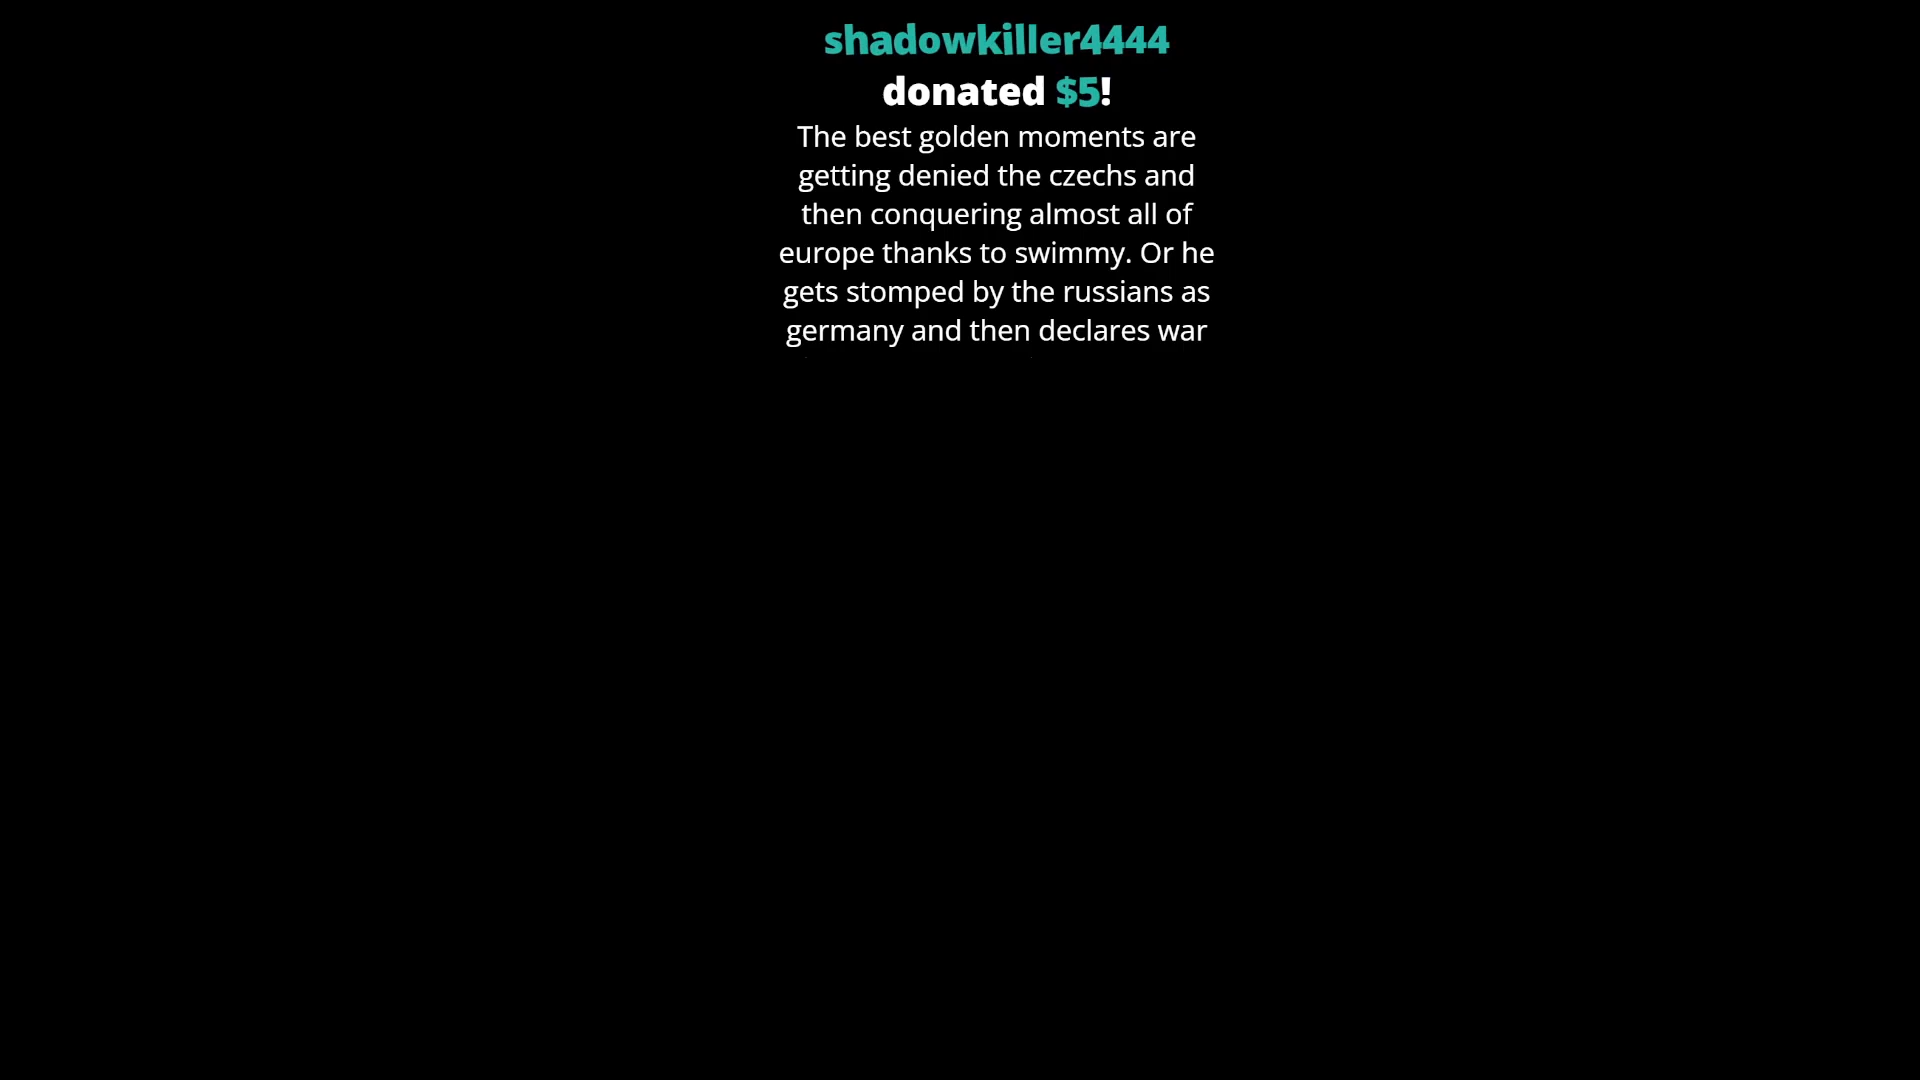 shadowkiller4444
donated $5!
The best golden moments are
getting denied the czechs and
then conquering almost all of
europe thanks to swimmy. Or he
gets stomped by the russians as
germany and then declares war